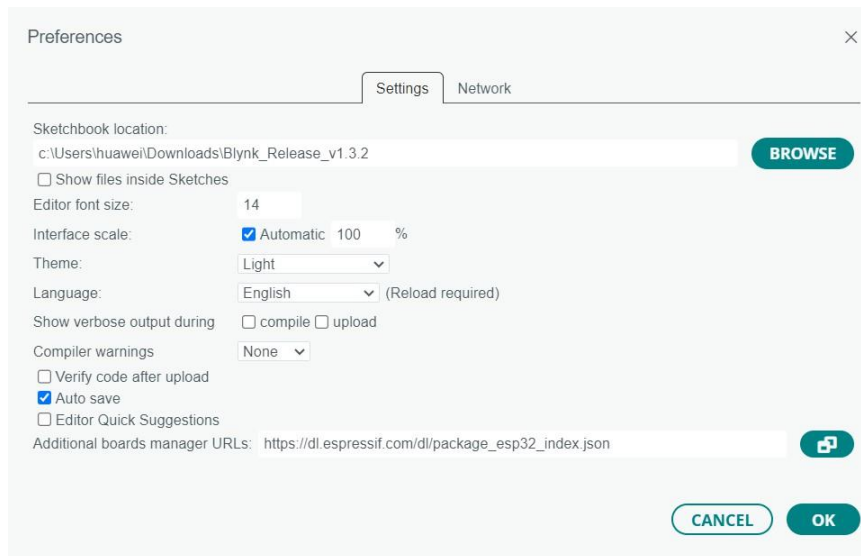 Preferences
Settings Network
Sketchbook location:
c:\Users\huawei\Downloads\Blynk_Release_v1.3.2 BROWSE
Show files inside Sketches
Editor font size: 14
Interface scale: Automatic 100 %
Theme: Light
Language: English (Reload required)
Show verbose output during compile upload
Compiler warnings None
Verify code after upload
Auto save
Editor Quick Suggestions
Additional boards manager URLs: https://dl.espressif.com/dl/package_esp32_index.json
CANCEL OK